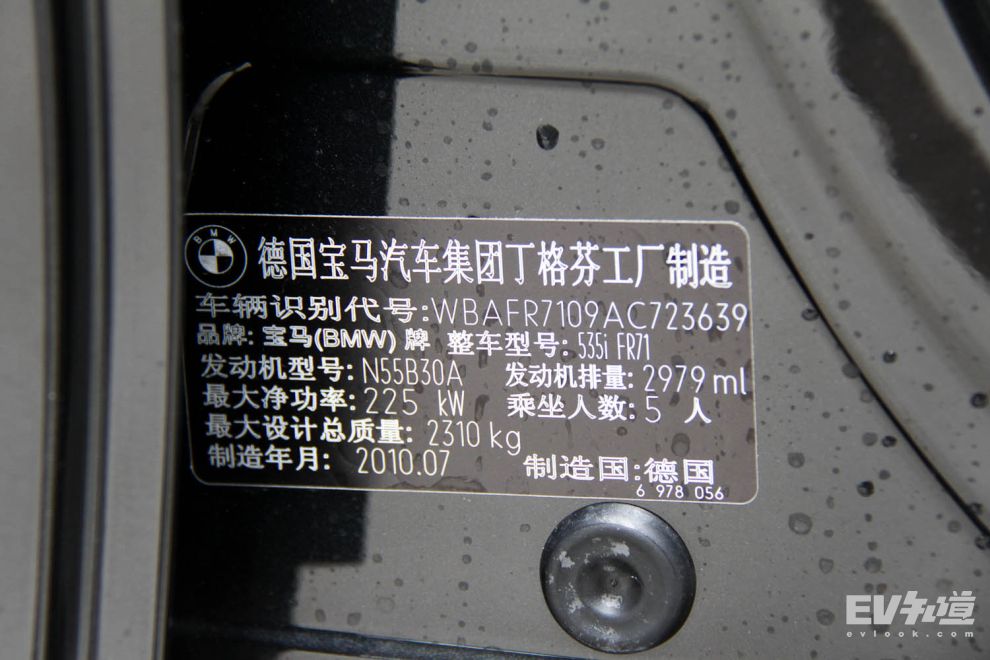 BMW
德国宝马汽车集团丁格芬工厂制造
车辆识别代号:WBAFR7109AC723639
品牌: 宝马(BMW) 牌 整车型号: 535i FR71
发动机型号: N55B30A 发动机排量: 2979 ml
最大净功率: 225 kW 乘坐人数: 5 人
最大设计总质量: 2310 kg
制造年月: 2010.07 制造国: 德国
6 978 056
EV知道
evlook.com